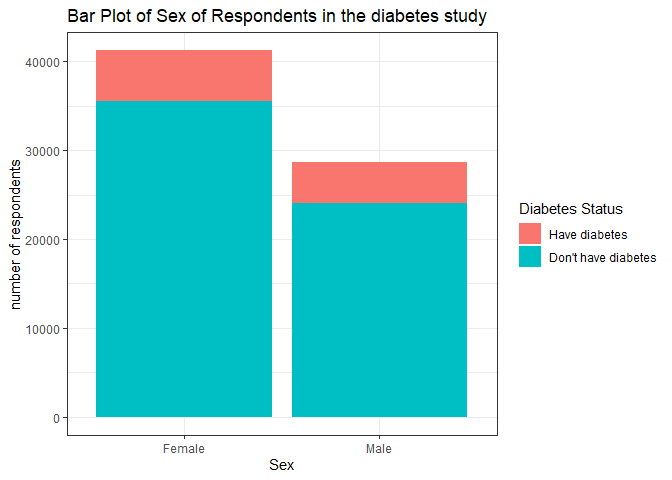 Bar Plot of Sex of Respondents in the diabetes study
number of respondents
40000
30000
20000
10000
0
Female
Male
Sex
Diabetes Status
Have diabetes
Don't have diabetes